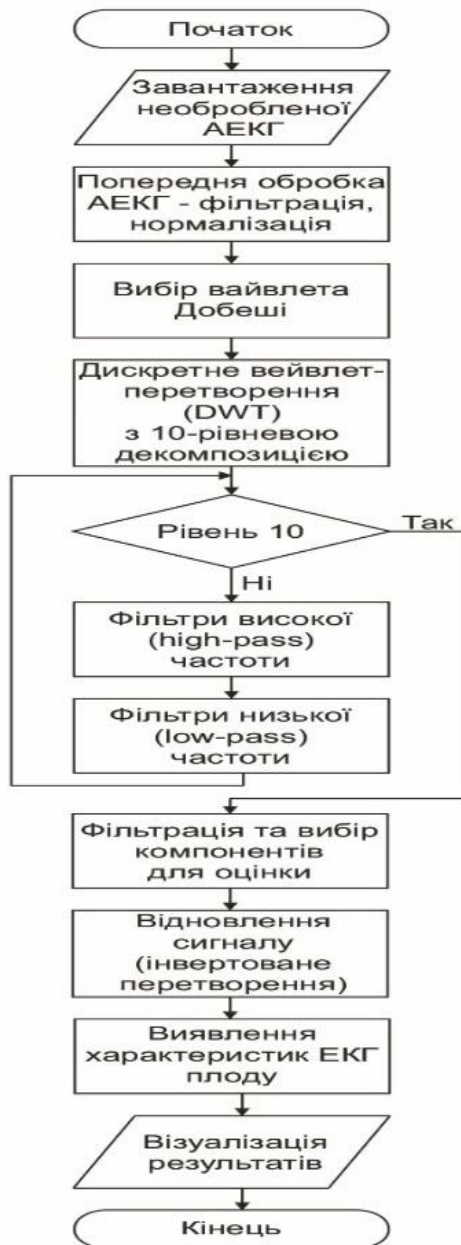 Початок
Завантаження
необробленої
АЕКГ
Попередня обробка
АЕКГ - фільтрація,
нормалізація
Вибір вайвлета
Добеші
Дискретне вейвлет-
перетворення
(DWT)
з 10-рівневою
декомпозицією
Рівень 10
Так
Ні
Фільтри високої
(high-pass)
частоти
Фільтри низької
(low-pass)
частоти
Фільтрація та вибір
компонентів
для оцінки
Відновлення
сигналу
(інвертоване
перетворення)
Виявлення
характеристик ЕКГ
плоду
Візуалізація
результатів
Кінець